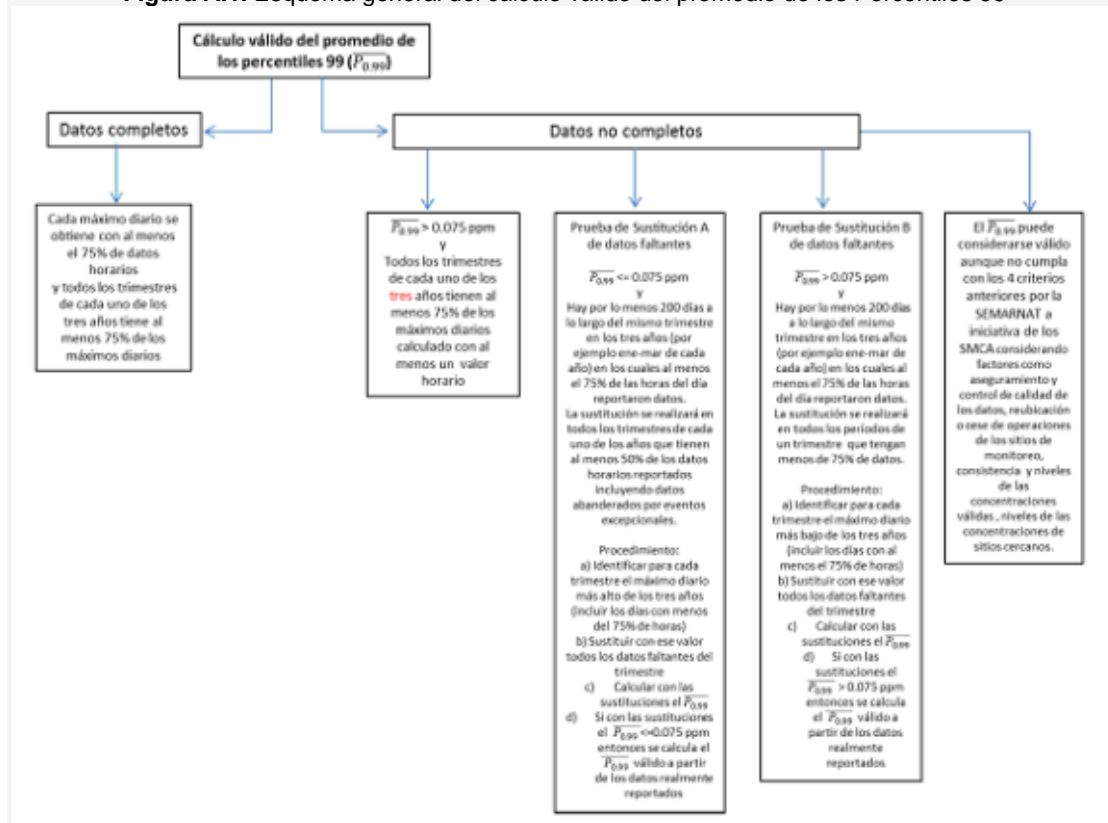 Esquema general del cálculo válido del promedio de los Percentiles
Cálculo válido del promedio de
los percentiles 99 (P0.99)
Datos completos
Datos no completos
Cada máximo diario se
obtiene con al menos
el 75% de datos
horarios
y todos los trimestres
de cada uno de los
tres años tiene al
menos 75% de los
máximos diarios
P0.99 > 0.075 ppm
y
Todos los trimestres
de cada uno de los
tres años tienen al
menos 75% de los
máximos diarios
calculado con al
menos un valor
horario
Prueba de Sustitución A
de datos faltantes
P0.99 <= 0.075 ppm
y
Hay por lo menos 200 días a
lo largo del mismo trimestre
en los tres años (por
ejemplo ene-mar de cada
año) en los cuales al menos
el 75% de las horas del día
reportaron datos.
La sustitución se realizará en
todos los trimestres de cada
uno de los años que tienen
al menos 50% de los datos
horarios reportados
incluyendo datos
abanderados por eventos
excepcionales.
Procedimiento:
a) Identificar para cada
trimestre el máximo diario
más alto de los tres años
(incluir los días con menos
del 75% de horas)
b) Sustituir con ese valor
todos los datos faltantes del
trimestre
c) Calcular con las
sustituciones el P0.99
d) Si con las sustituciones
el P0.99 <=0.075 ppm
entonces se calcula el
P0.99 válido a partir
de los datos realmente
reportados
Prueba de Sustitución B
de datos faltantes
P0.99 > 0.075 ppm
y
Hay por lo menos 200 días
a lo largo del mismo
trimestre en los tres años
(por ejemplo ene-mar de
cada año) en los cuales al
menos el 75% de las horas
del día reportaron datos.
La sustitución se realizará
en todos los períodos de
un trimestre que tengan
menos de 75% de datos.
Procedimiento:
a) Identificar para cada
trimestre el máximo diario
más bajo de los tres años
(incluir los días con al
menos el 75% de horas)
b) Sustituir con ese valor
todos los datos faltantes
del trimestre
c) Calcular con las
sustituciones el P0.99
d) Si con las
sustituciones el
P0.99 > 0.075 ppm
entonces se calcula
el P0.99 válido a
partir de los datos
realmente
reportados
El P0.99 puede
considerarse válido
aunque no cumpla
con los 4 criterios
anteriores por la
SEMARNAT a
iniciativa de los
SMCA considerando
factores como
aseguramiento y
control de calidad de
los datos, reubicación
o cese de operaciones
de los sitios de
monitoreo,
consistencia y niveles
de las
concentraciones
válidas , niveles de las
concentraciones de
sitios cercanos.